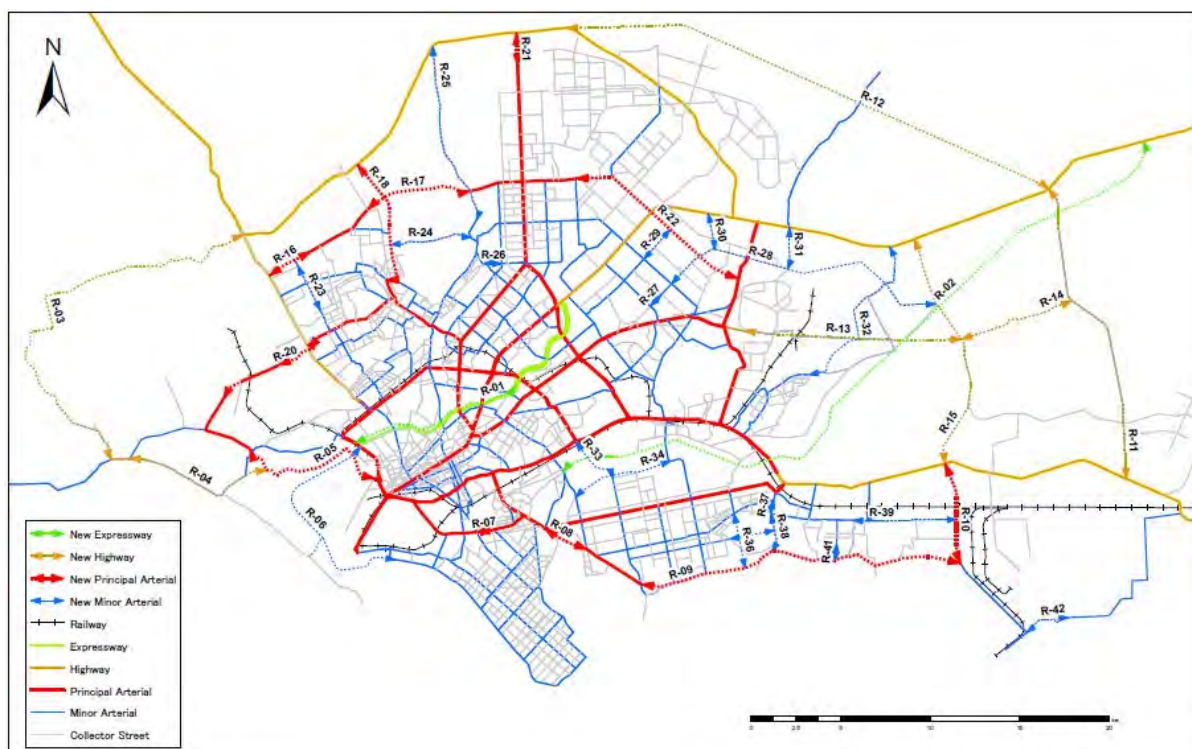 N
R-21
R-25
R-12
R-18
R-17
R-22
R-24
R-29
R-30
R-28
R-31
R-16
R-26
R-23
R-27
R-02
R-03
R-14
R-13
R-32
R-20
R-01
R-15
R-11
R-05
R-33
R-34
R-04
R-06
R-07
R-08
R-37
R-36
R-38
R-39
R-10
R-41
R-09
R-42
New Expressway
New Highway
New Principal Arterial
New Minor Arterial
Railway
Expressway
Highway
Principal Arterial
Minor Arterial
Collector Street